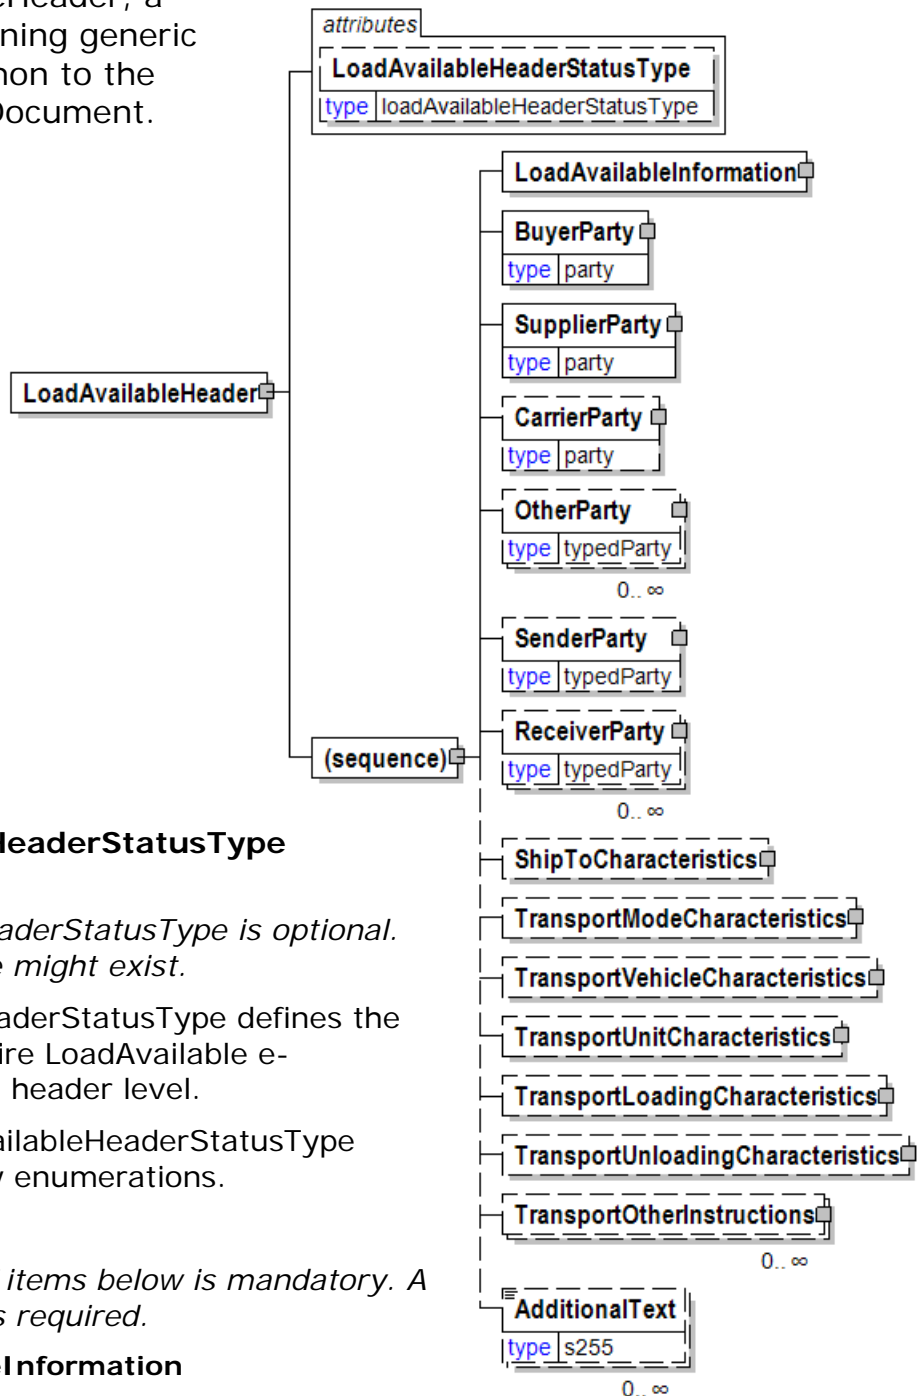 eHeader, a
ning generic
non to the
Document.
attributes
LoadAvailableHeaderStatusType
type loadAvailableHeaderStatusType
LoadAvailableInformation
BuyerParty
type party
SupplierParty
type party
LoadAvailableHeader
CarrierParty
type party
OtherParty
type typedParty
0.. ∞
SenderParty
type typedParty
ReceiverParty
type typedParty
0.. ∞
(sequence)
ShipToCharacteristics
TransportModeCharacteristics
TransportVehicleCharacteristics
TransportUnitCharacteristics
TransportLoadingCharacteristics
TransportUnloadingCharacteristics
TransportOtherInstructions
0.. ∞
AdditionalText
type s255
0.. ∞
HeaderStatusType
aderStatusType is optional.
e might exist.
aderStatusType defines the
ire LoadAvailable e-
header level.
ailableHeaderStatusType
y enumerations.
items below is mandatory. A
s required.
eInformation